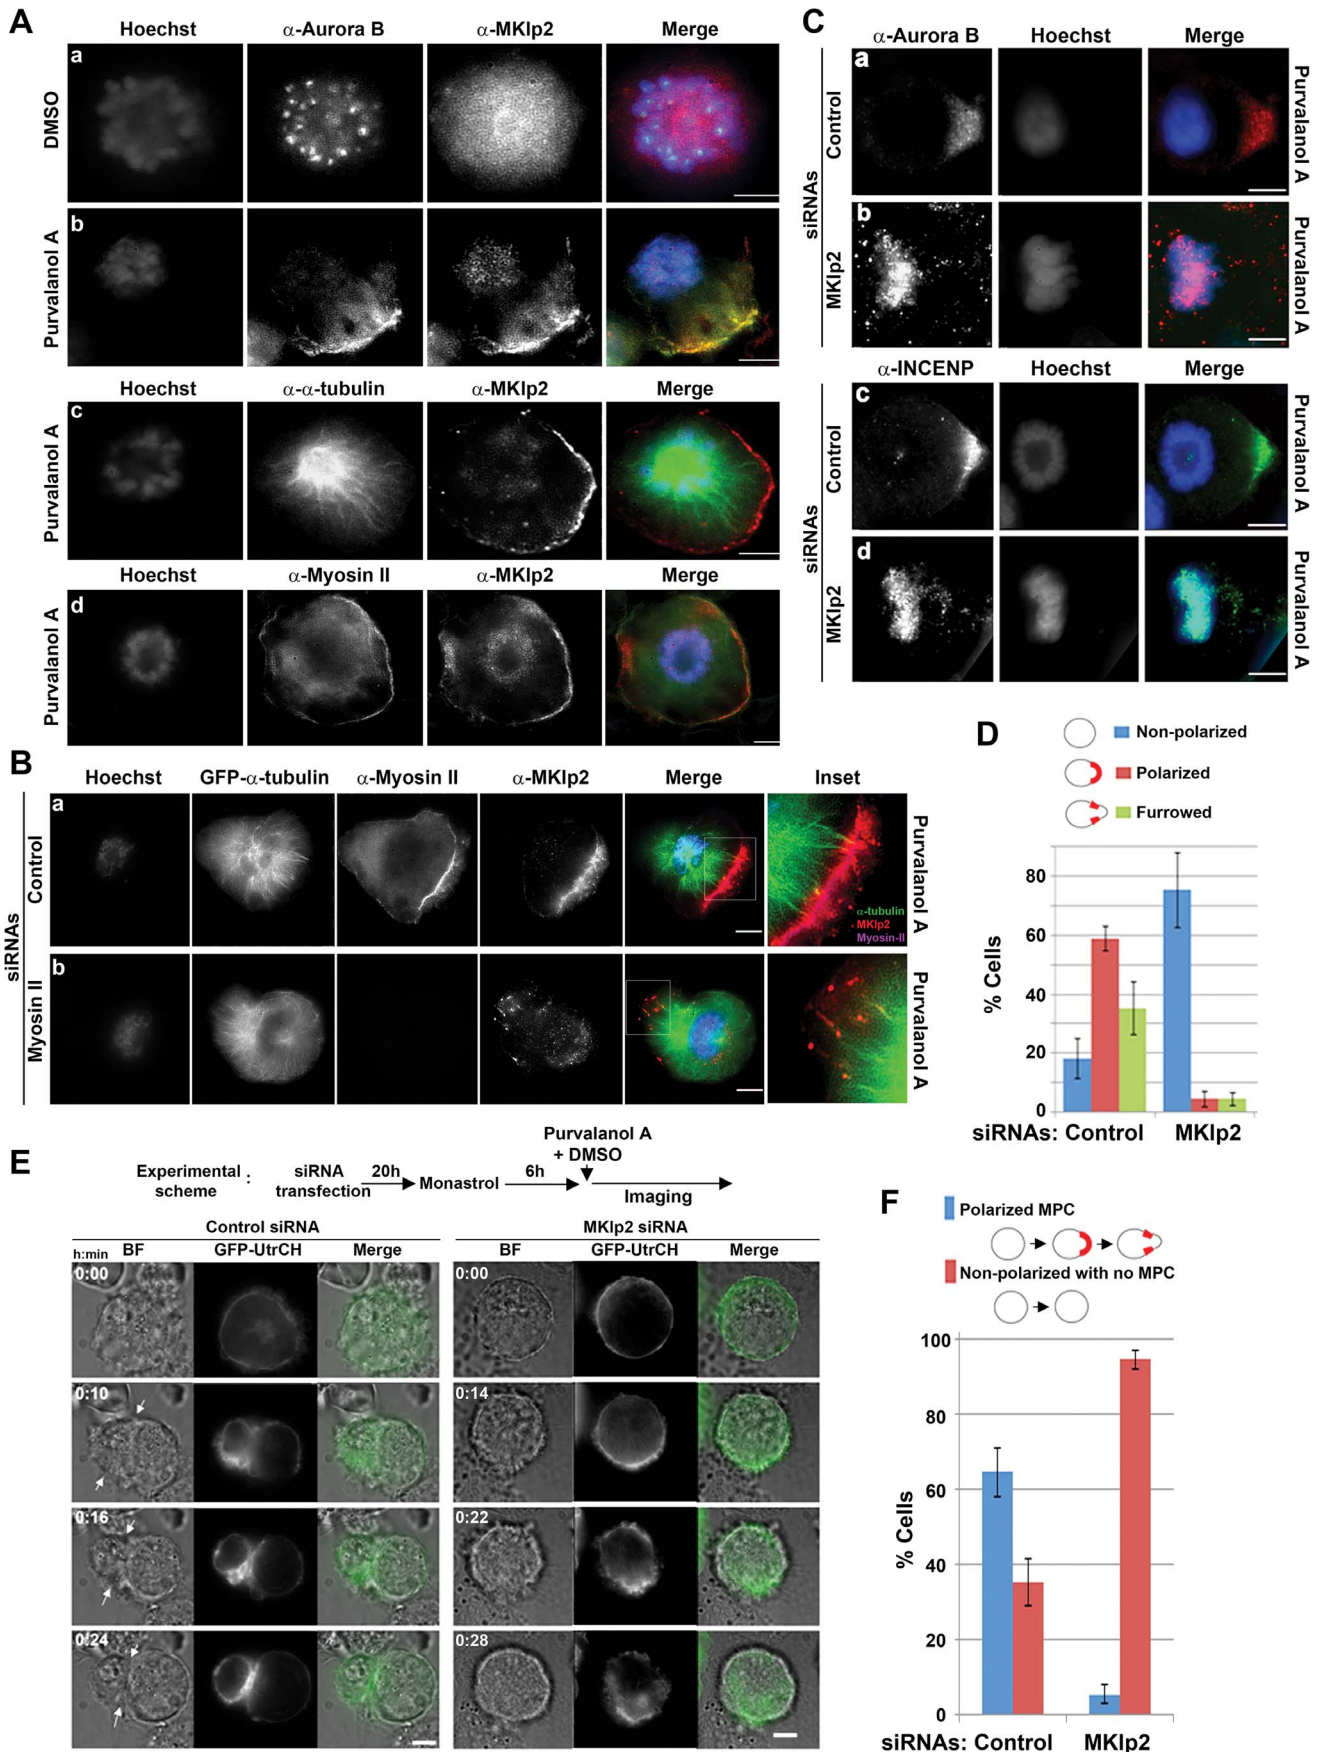 A
Hoechst α-Aurora B α-MKlp2 Merge
a
DMSO
b
Purvalanol A
Hoechst α-α-tubulin α-MKlp2 Merge
c
Purvalanol A
Hoechst α-Myosin II α-MKlp2 Merge
d
Purvalanol A
B
Hoechst GFP-α-tubulin α-Myosin II α-MKlp2 Merge Inset
siRNAs
a
Control
Purvalanol A
α-tubulin
MKlp2
Myosin-II
b
Myosin II
Purvalanol A
C
α-Aurora B Hoechst Merge
siRNAs
a
Control
Purvalanol A
b
MKlp2
Purvalanol A
α-INCENP Hoechst Merge
siRNAs
c
Control
Purvalanol A
d
MKlp2
Purvalanol A
D
Non-polarized
Polarized
Furrowed
% Cells
80
60
40
20
0
siRNAs: Control MKlp2
E
Purvalanol A
+ DMSO
Experimental scheme : siRNA transfection 20h Monastrol 6h Imaging
Control siRNA MKlp2 siRNA
h:min BF GFP-UtrCH Merge BF GFP-UtrCH Merge
0:00 0:00
0:10 0:14
0:16 0:22
0:24 0:28
F
Polarized MPC
Non-polarized with no MPC
% Cells
100
80
60
40
20
0
siRNAs: Control MKlp2